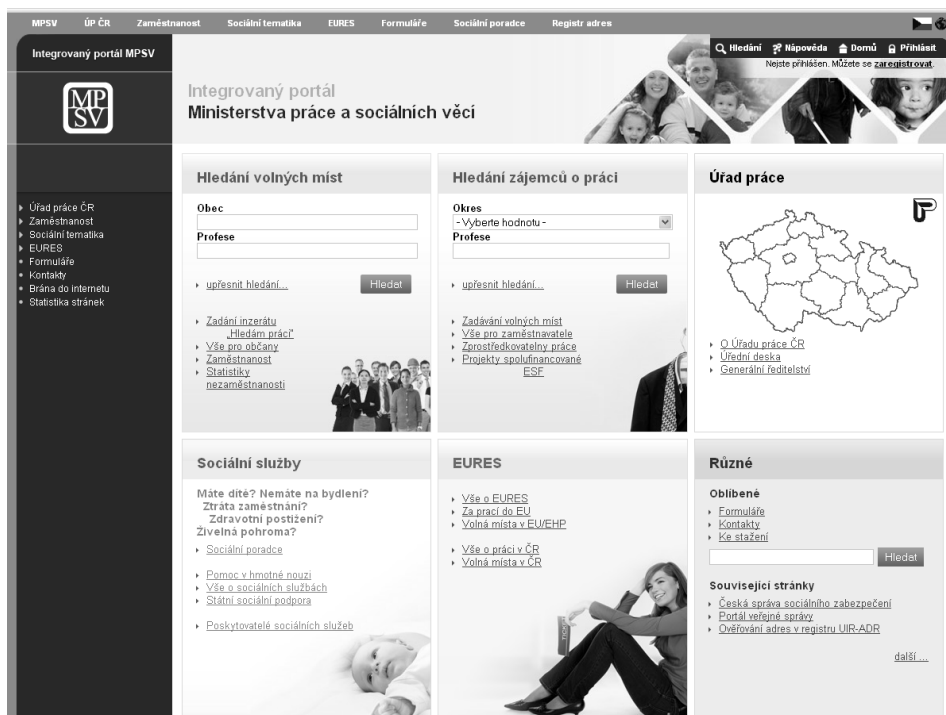 MPSV ÚP ČR Zaměstnanost Sociální tematika EURES Formuláře Sociální poradce Registr adres
Integrovaný portál MPSV
Hledání Nápověda Domů Přihlásit
Nejste přihlášen. Můžete se zaregistrovat.
MP
SV
Integrovaný portál
Ministerstva práce a sociálních věcí
Úřad práce ČR
Zaměstnanost
Sociální tematika
EURES
Formuláře
Kontakty
Brána do internetu
Statistika stránek
Hledání volných míst
Obec
Profese
upřesnit hledání...
Hledat
Zadání inzerátu
„Hledám práci"
Vše pro občany
Zaměstnanost
Statistiky
nezaměstnanosti
Hledání zájemců o práci
Okres
- Vyberte hodnotu -
Profese
upřesnit hledání...
Hledat
Zadávání volných míst
Vše pro zaměstnavatele
Zprostředkovatelny práce
Projekty spolufinancované
ESF
Úřad práce
O Úřadu práce ČR
Úřední deska
Generální ředitelství
Sociální služby
Máte dítě? Nemáte na bydlení?
Ztráta zaměstnání?
Zdravotní postižení?
Živelná pohroma?
Sociální poradce
Pomoc v hmotné nouzi
Vše o sociálních službách
Státní sociální podpora
Poskytovatelé sociálních služeb
EURES
Vše o EURES
Za prací do EU
Volná místa v EU/EHP
Vše o práci v ČR
Volná místa v ČR
Různé
Oblíbené
Formuláře
Kontakty
Ke stažení
Hledat
Související stránky
Česká správa sociálního zabezpečení
Portál veřejné správy
Ověřování adres v registru UIR-ADR
další ...